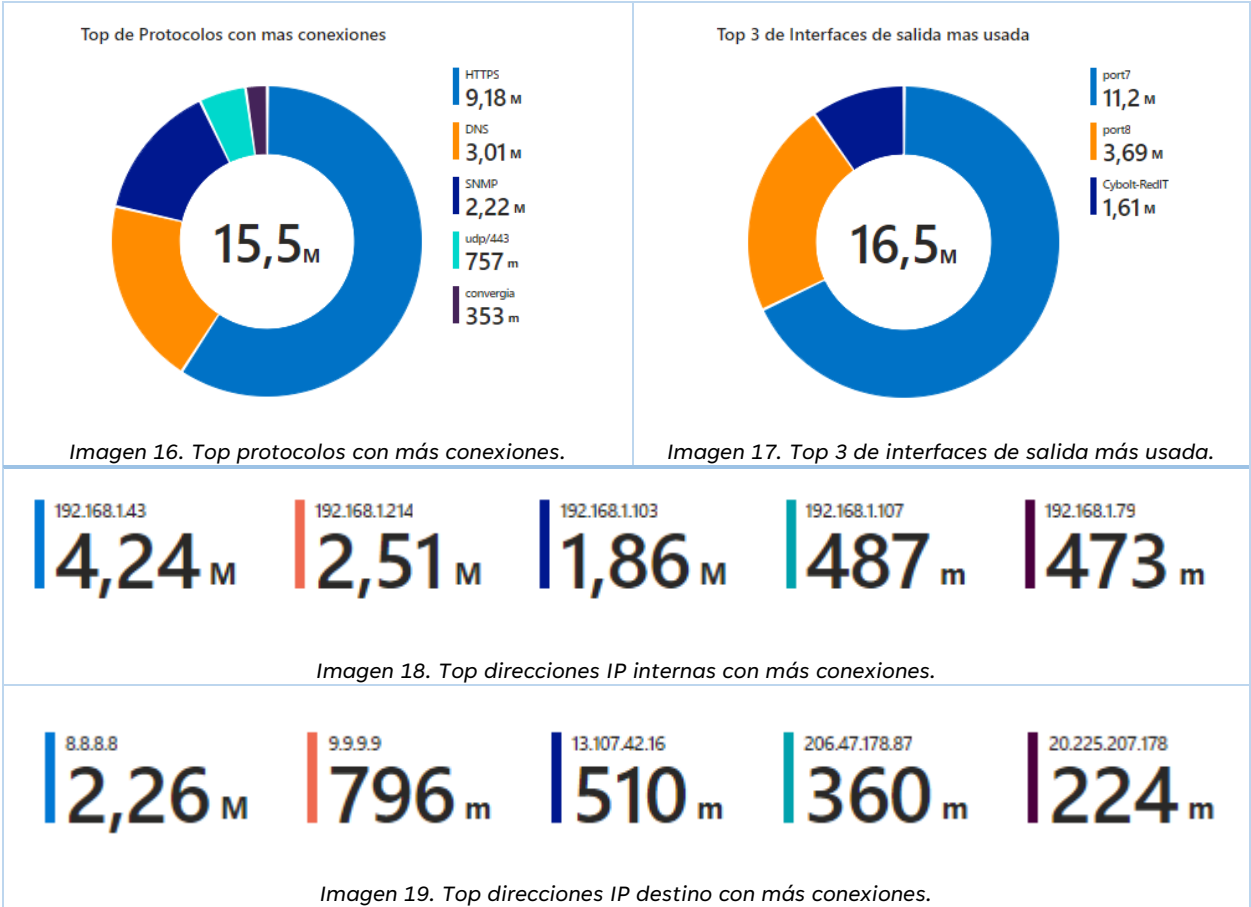 Top de Protocolos con mas conexiones
HTTPS
9,18 M
DNS
3,01 M
SNMP
2,22 M
udp/443
757 m
convergia
353 m
15,5 M
Imagen 16. Top protocolos con más conexiones.
Top 3 de Interfaces de salida mas usada
port7
11,2 M
port8
3,69 M
Cybolt-RedIT
1,61 M
16,5 M
Imagen 17. Top 3 de interfaces de salida más usada.
192.168.1.43
4,24 M
192.168.1.214
2,51 M
192.168.1.103
1,86 M
192.168.1.107
487 m
192.168.1.79
473 m
Imagen 18. Top direcciones IP internas con más conexiones.
8.8.8.8
2,26 M
9.9.9.9
796 m
13.107.42.16
510 m
206.47.178.87
360 m
20.225.207.178
224 m
Imagen 19. Top direcciones IP destino con más conexiones.